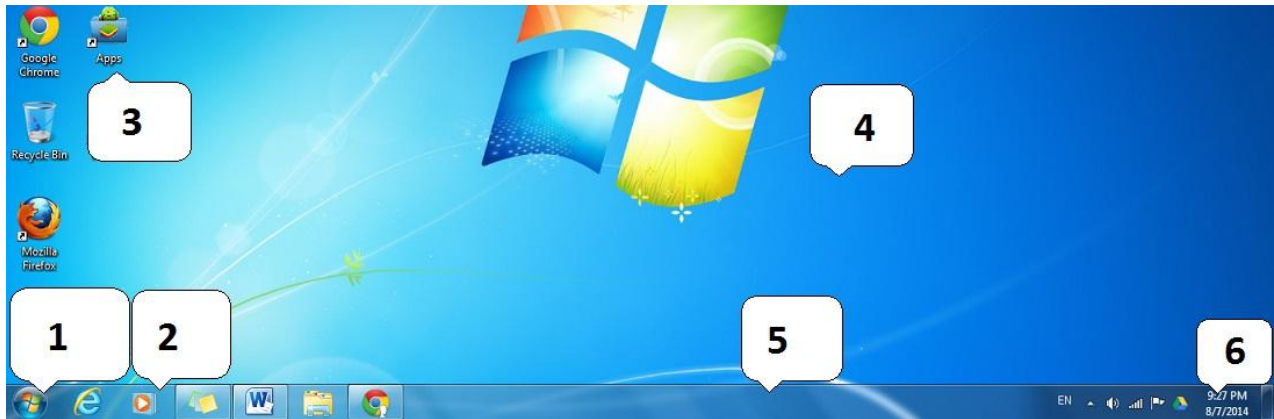 Google
Chrome
Apps
3
4
Recycle Bin
Mozilla
Firefox
1
2
5
6
W
EN
9:27 PM
8/7/2014